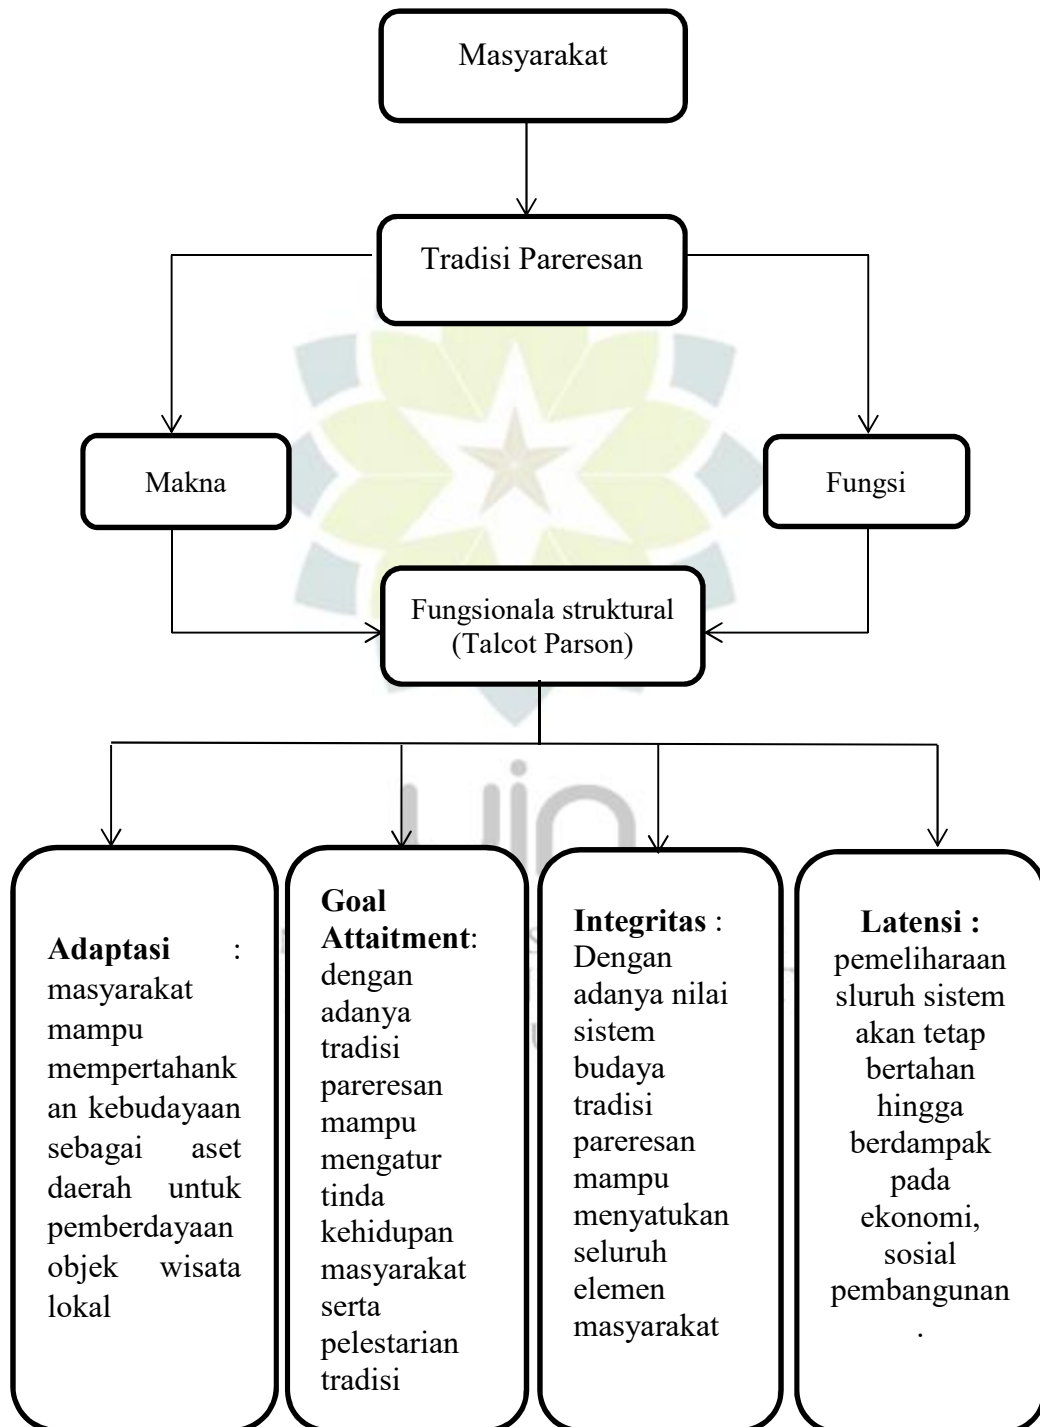 Masyarakat
Tradisi Pareresan
Makna
Fungsi
Fungsionala struktural
(Talcot Parson)
Adaptasi :
masyarakat
mampu
mempertahank
an kebudayaan
sebagai aset
daerah untuk
pemberdayaan
objek wisata
lokal
Goal
Attaitment:
dengan
adanya
tradisi
pareresan
mampu
mengatur
tinda
kehidupan
masyarakat
serta
pelestarian
tradisi
Integritas :
Dengan
adanya nilai
sistem
budaya
tradisi
pareresan
mampu
menyatukan
seluruh
elemen
masyarakat
Latensi :
pemeliharaan
sluruh sistem
akan tetap
bertahan
hingga
berdampak
pada
ekonomi,
sosial
pembangunan
.
uin